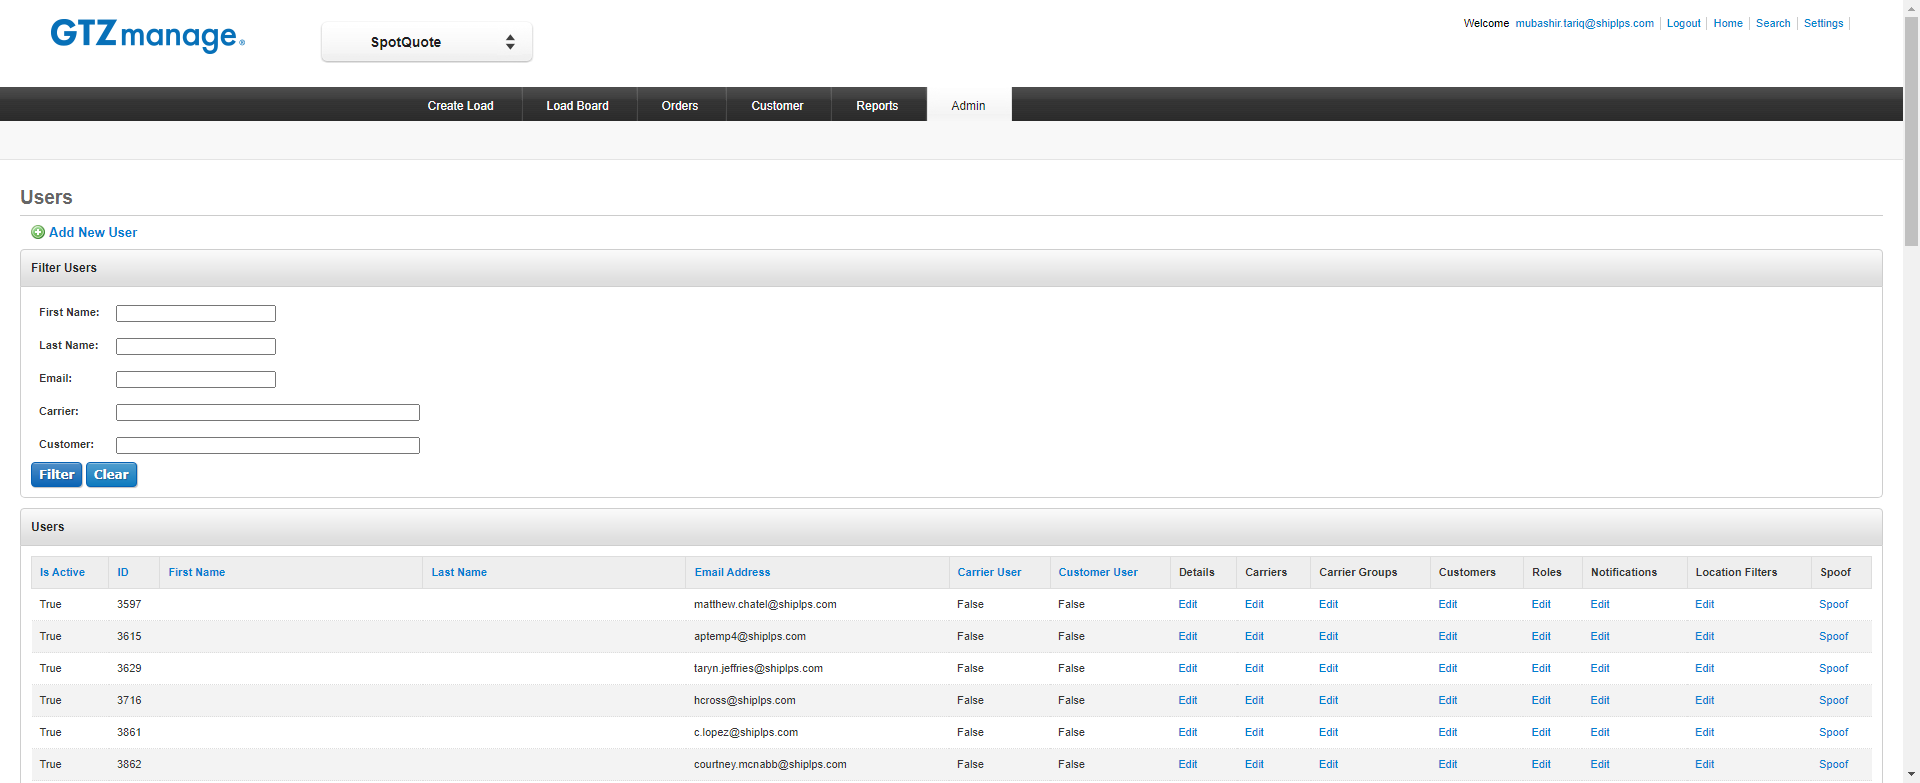 GTZmanage®
SpotQuote
Welcome mubashir.tariq@shiplps.com Logout Home Search Settings
Create Load Load Board Orders Customer Reports Admin
Users
Add New User
Filter Users
First Name:
Last Name:
Email:
Carrier:
Customer:
Filter Clear
Users
Is Active ID First Name Last Name Email Address Carrier User Customer User Details Carriers Carrier Groups Customers Roles Notifications Location Filters Spoof
True 3597 matthew.chatel@shiplps.com False False Edit Edit Edit Edit Edit Edit Edit Spoof
True 3615 aptemp4@shiplps.com False False Edit Edit Edit Edit Edit Edit Edit Spoof
True 3629 taryn.jeffries@shiplps.com False False Edit Edit Edit Edit Edit Edit Edit Spoof
True 3716 hcross@shiplps.com False False Edit Edit Edit Edit Edit Edit Edit Spoof
True 3861 c.lopez@shiplps.com False False Edit Edit Edit Edit Edit Edit Edit Spoof
True 3862 courtney.mcnabb@shiplps.com False False Edit Edit Edit Edit Edit Edit Edit Spoof